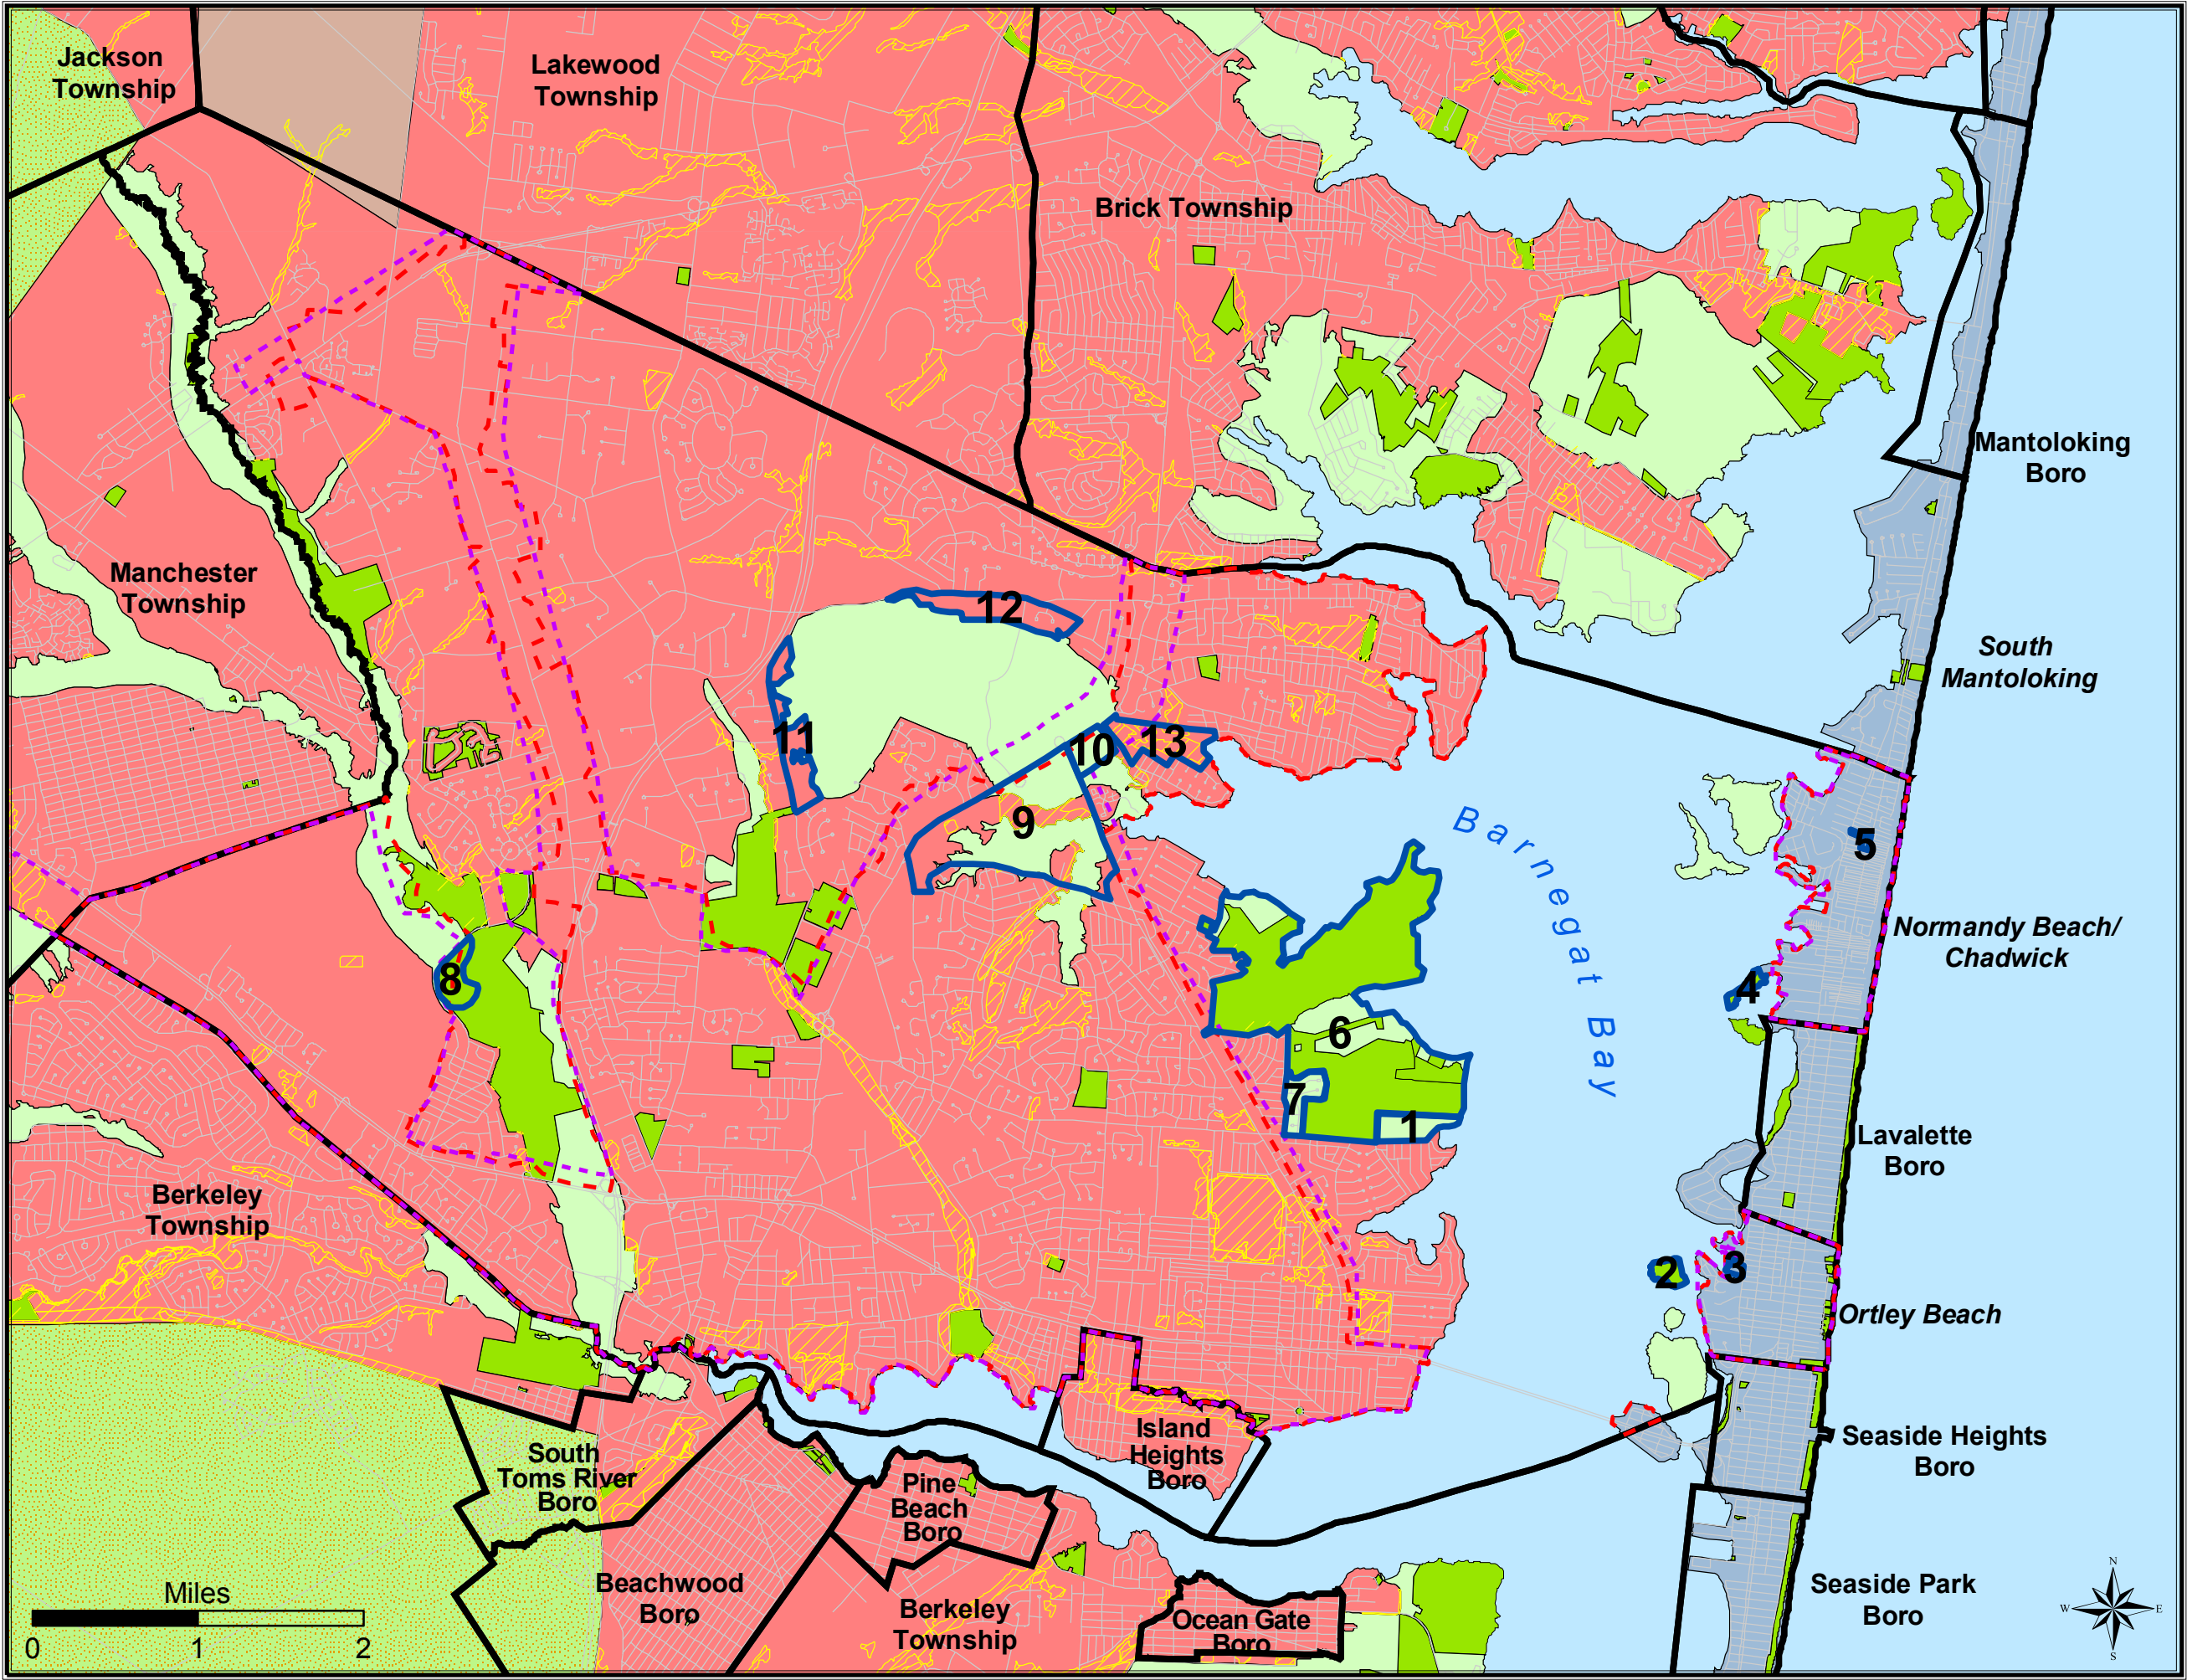 Jackson
Township
Lakewood
Township
Brick Township
Mantoloking
Boro
Manchester
Township
South
Mantoloking
12
11
10
13
9
Barnegat Bay
5
Normandy Beach/
Chadwick
8
4
6
7
1
Lavalette
Boro
Berkeley
Township
2
3
Ortley Beach
Island
Heights
Boro
Seaside Heights
Boro
South
Toms River
Boro
Pine
Beach
Boro
Beachwood
Boro
Berkeley
Township
Ocean Gate
Boro
Seaside Park
Boro
Miles
0 1 2
N
W E
S